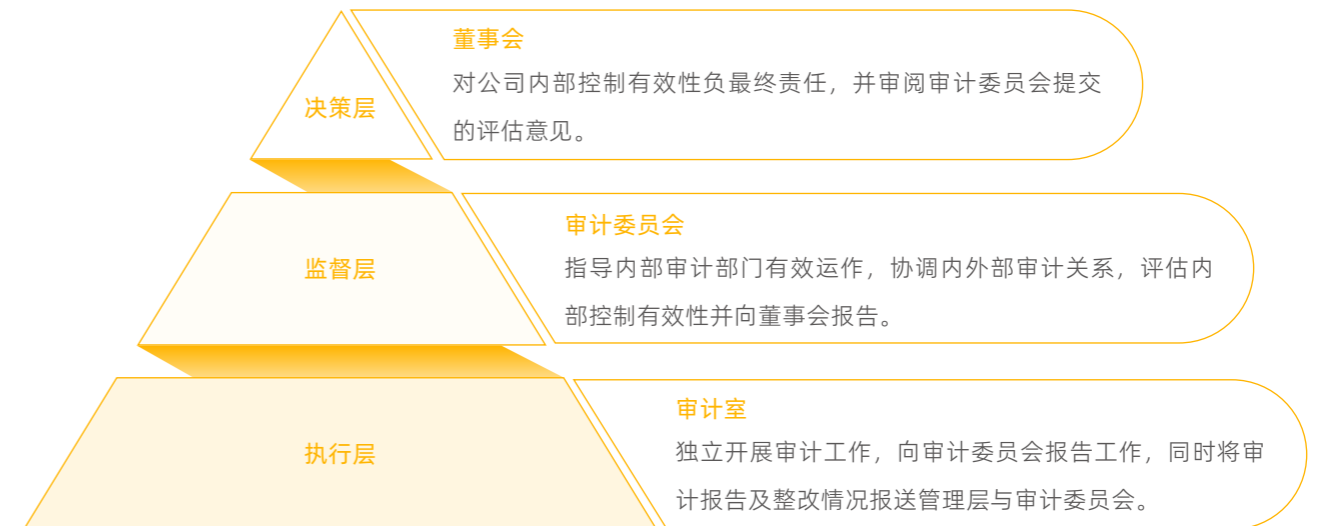 决策层
董事会
对公司内部控制有效性负最终责任，并审阅审计委员会提交
的评估意见。
监督层
审计委员会
指导内部审计部门有效运作，协调内外部审计关系，评估内
部控制有效性并向董事会报告。
执行层
审计室
独立开展审计工作，向审计委员会报告工作，同时将审
计报告及整改情况报送管理层与审计委员会。